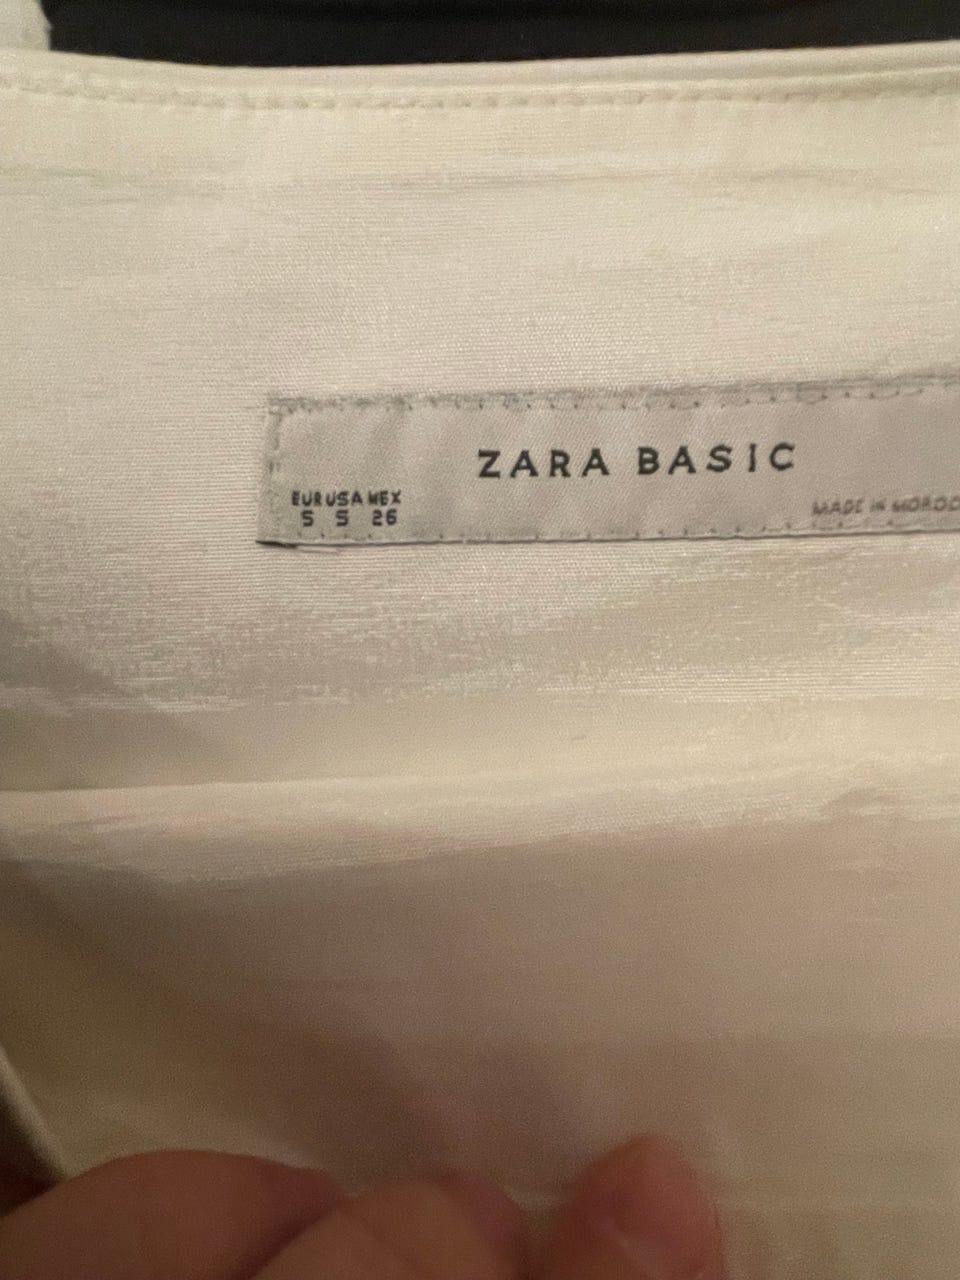 ZARA BASIC
EUR USA MEX
S S 26
MADE IN